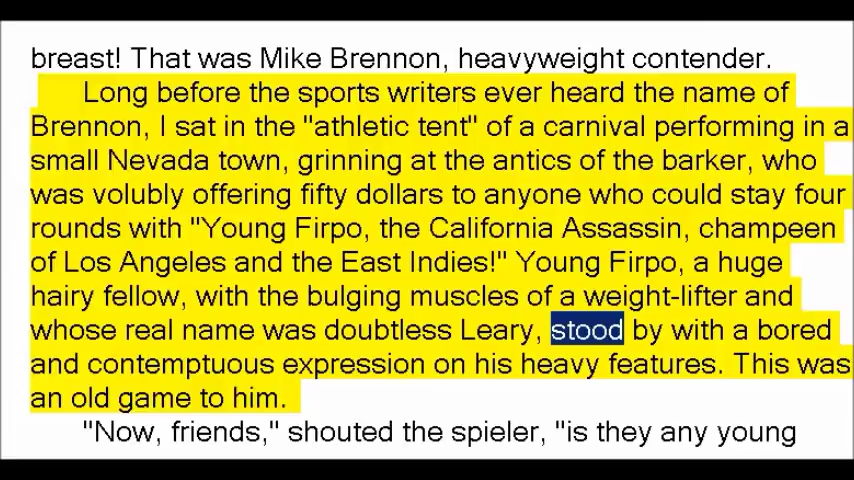 breast! That was Mike Brennon, heavyweight contender.
Long before the sports writers ever heard the name of
Brennon, I sat in the "athletic tent" of a carnival performing in a
small Nevada town, grinning at the antics of the barker, who
was volubly offering fifty dollars to anyone who could stay four
rounds with "Young Firpo, the California Assassin, champeen
of Los Angeles and the East Indies!" Young Firpo, a huge
hairy fellow, with the bulging muscles of a weight-lifter and
whose real name was doubtless Leary, stood by with a bored
and contemptuous expression on his heavy features. This was
an old game to him.
"Now, friends," shouted the spieler, "is they any young